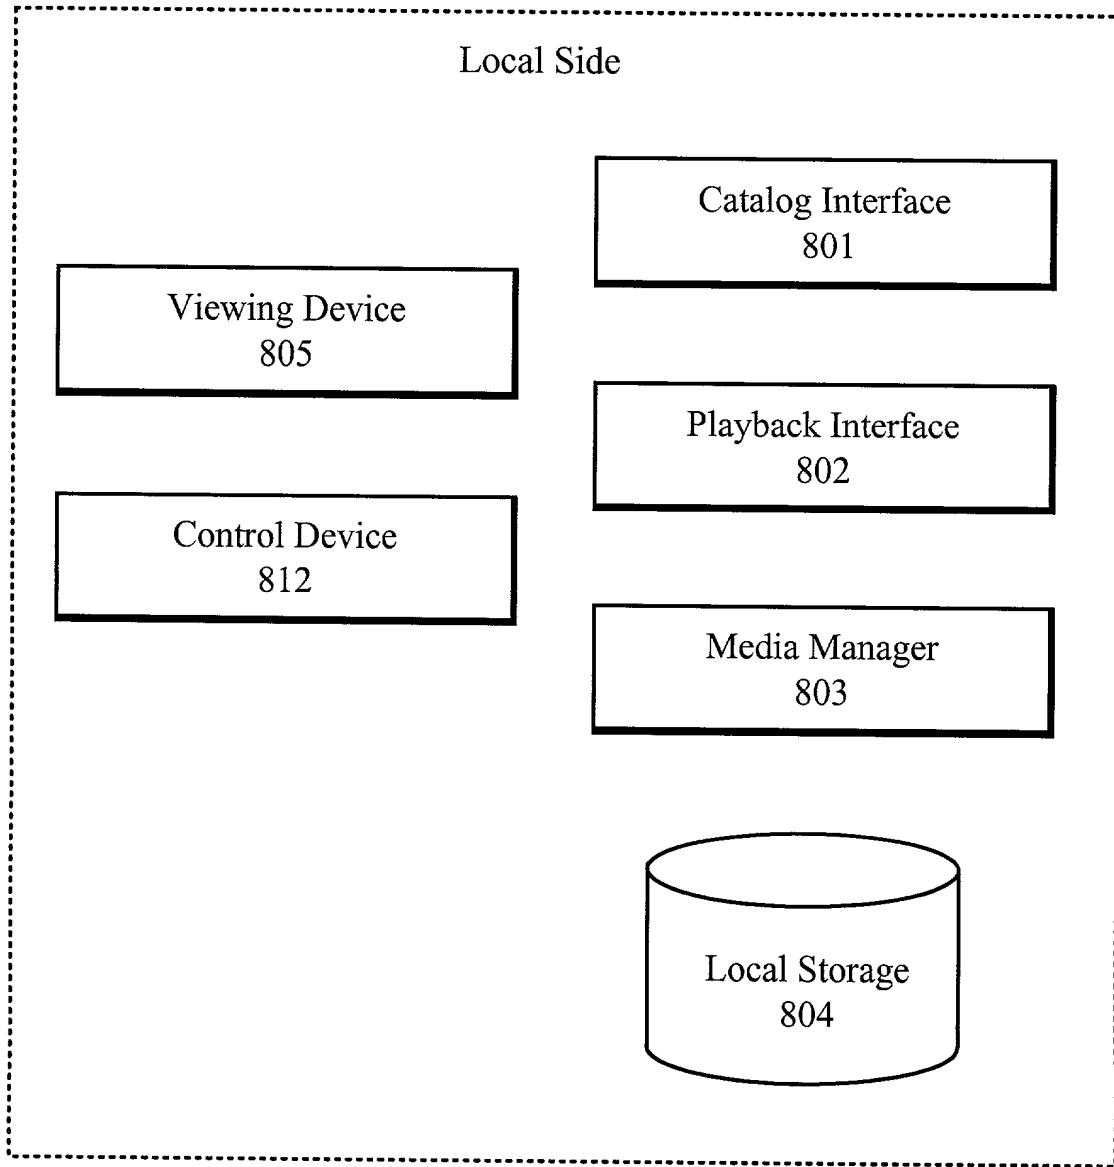 Local Side
Catalog Interface
801
Viewing Device
805
Playback Interface
802
Control Device
812
Media Manager
803
Local Storage
804